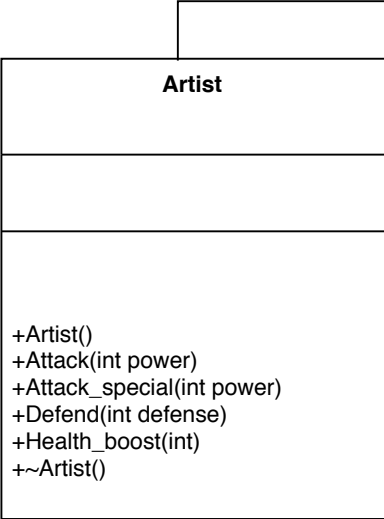 Artist
+Artist()
+Attack(int power)
+Attack_special(int power)
+Defend(int defense)
+Health_boost(int)
+~Artist()